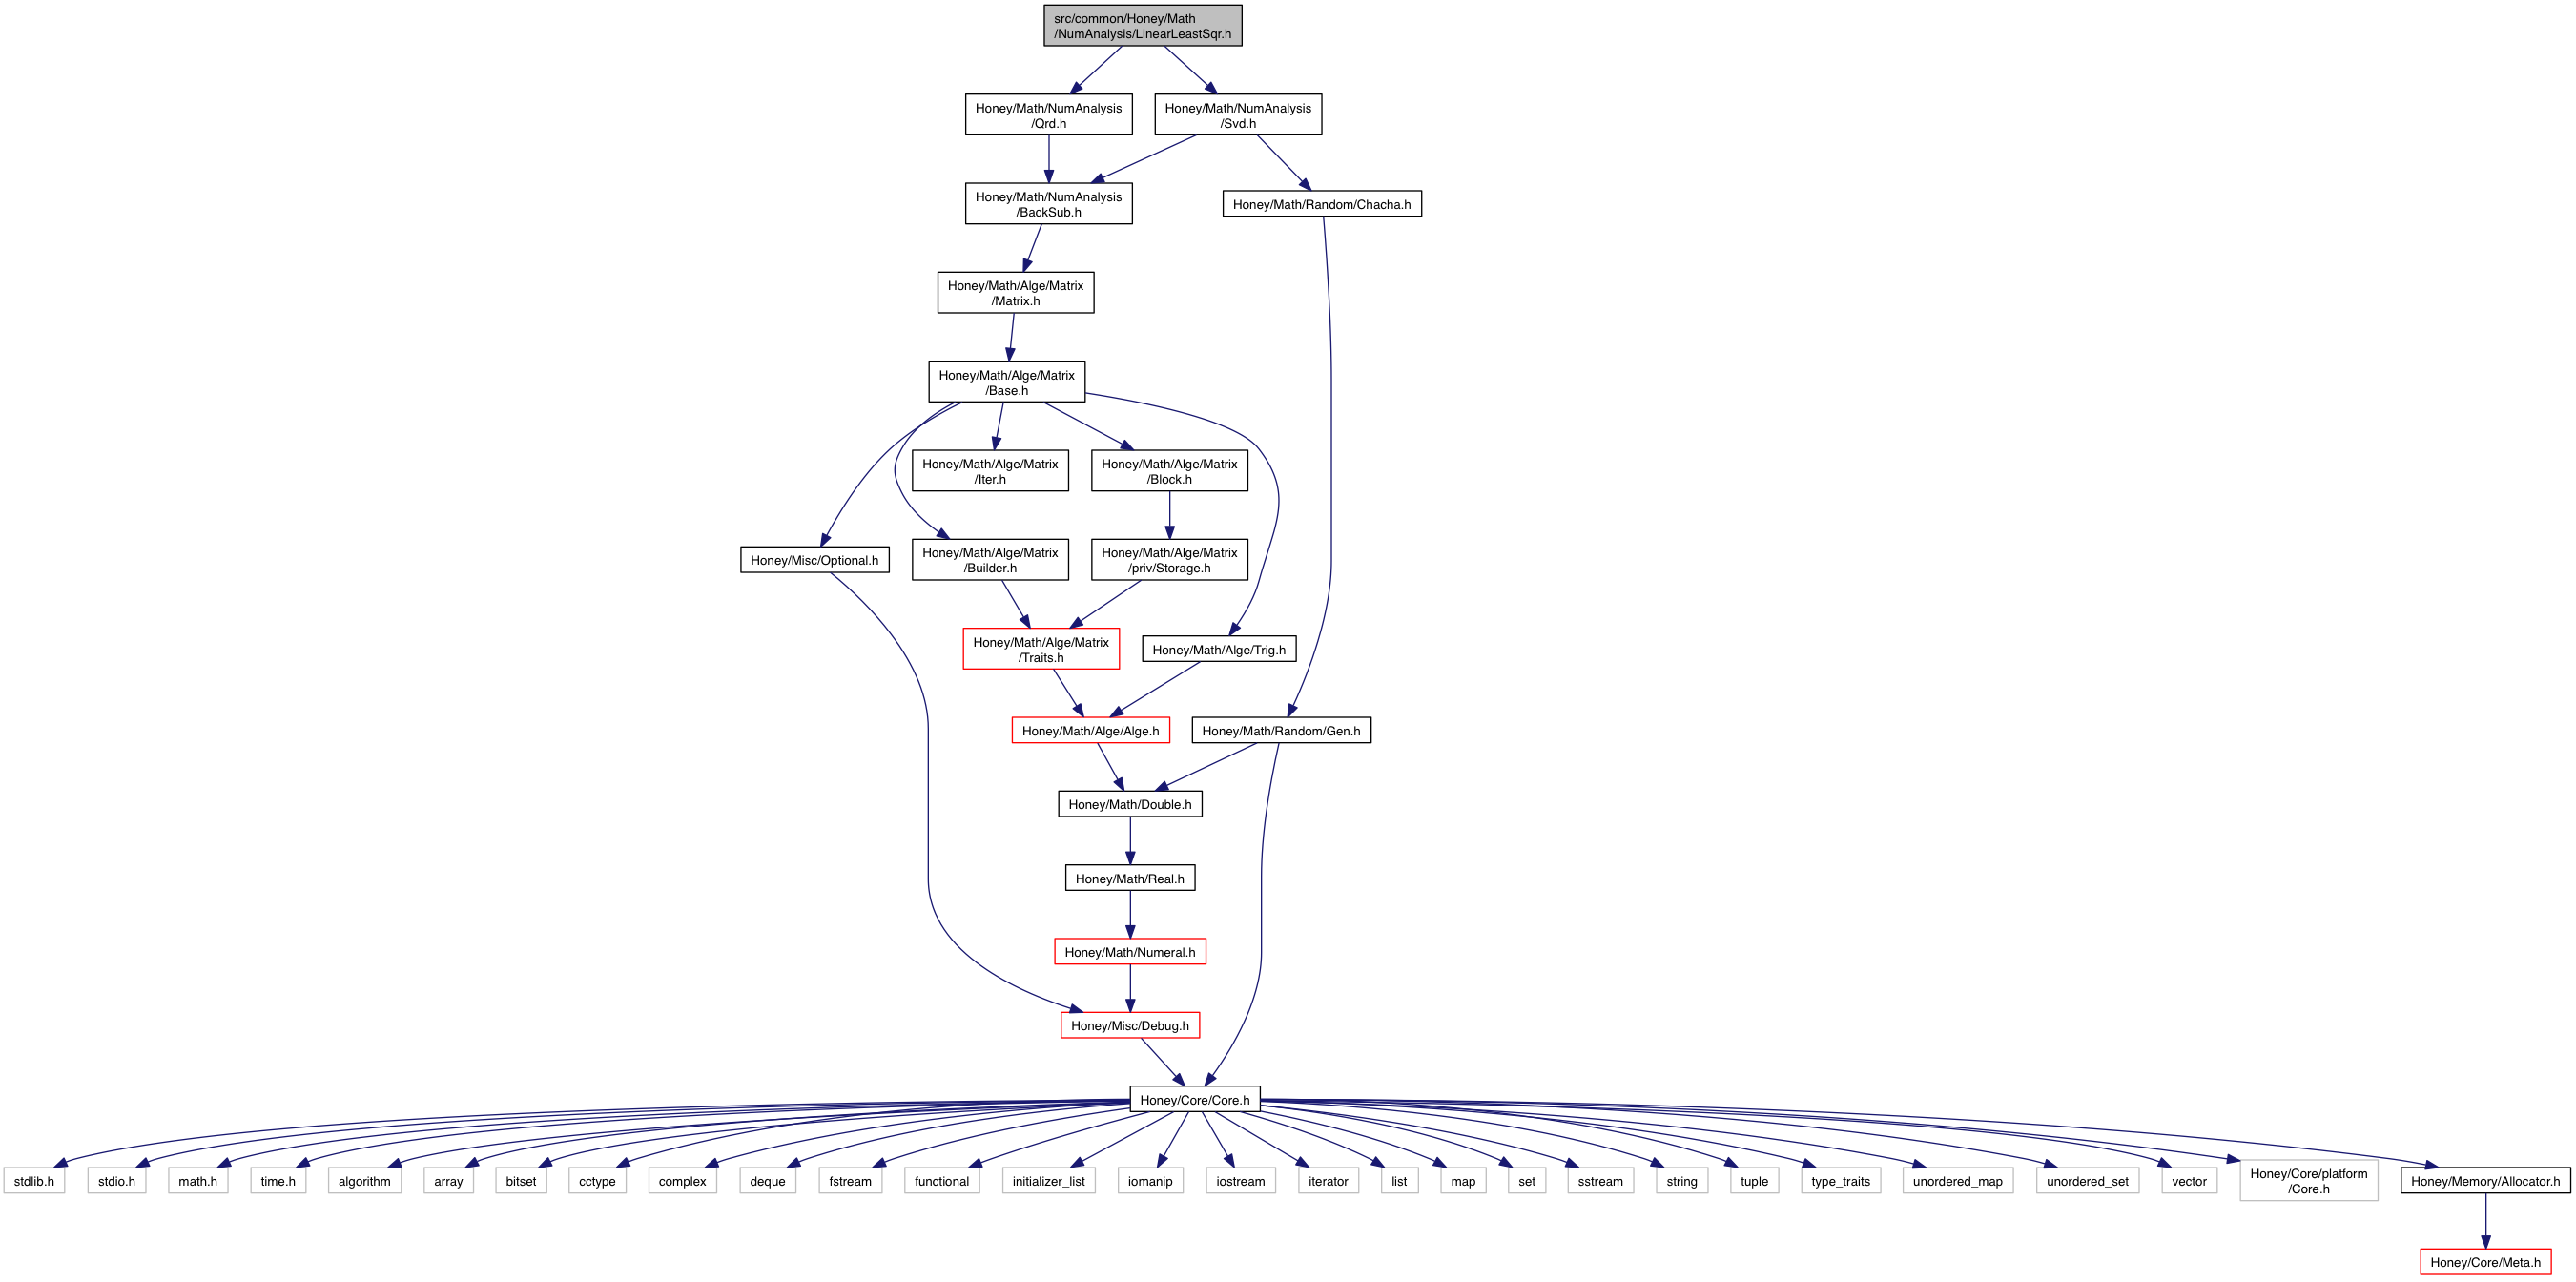 src/common/Honey/Math
/NumAnalysis/LinearLeastSqr.h
Honey/Math/NumAnalysis
/Qrd.h
Honey/Math/NumAnalysis
/Svd.h
Honey/Math/NumAnalysis
/BackSub.h
Honey/Math/Random/Chacha.h
Honey/Math/Alge/Matrix
/Matrix.h
Honey/Math/Alge/Matrix
/Base.h
Honey/Math/Alge/Matrix
/Iter.h
Honey/Math/Alge/Matrix
/Block.h
Honey/Misc/Optional.h
Honey/Math/Alge/Matrix
/Builder.h
Honey/Math/Alge/Matrix
/priv/Storage.h
Honey/Math/Alge/Matrix
/Traits.h
Honey/Math/Alge/Trig.h
Honey/Math/Alge/Alge.h
Honey/Math/Random/Gen.h
Honey/Math/Double.h
Honey/Math/Real.h
Honey/Math/Numeral.h
Honey/Misc/Debug.h
Honey/Core/Core.h
stdlib.h
stdio.h
math.h
time.h
algorithm
array
bitset
cctype
complex
deque
fstream
functional
initializer_list
iomanip
iostream
iterator
list
map
set
sstream
string
tuple
type_traits
unordered_map
unordered_set
vector
Honey/Core/platform
/Core.h
Honey/Memory/Allocator.h
Honey/Core/Meta.h